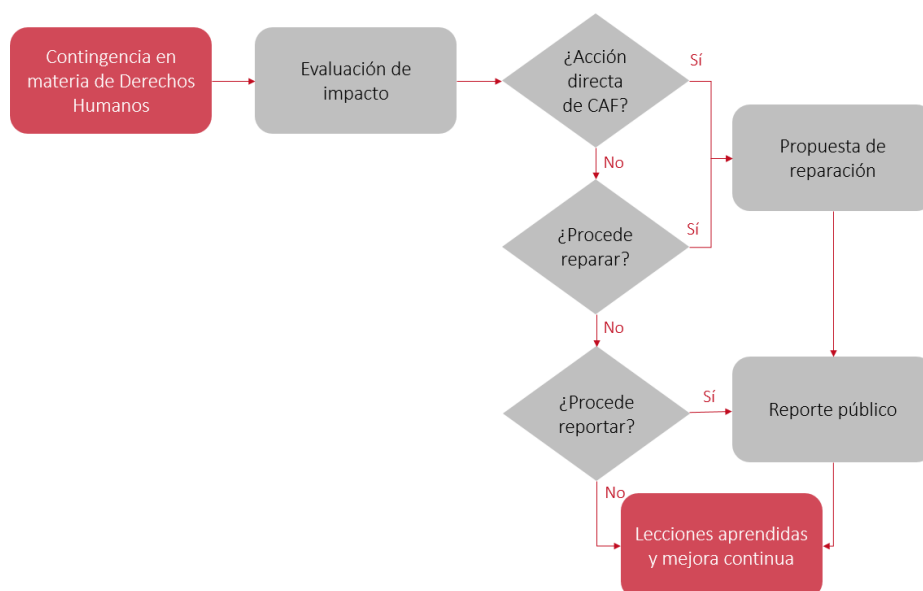 Contingencia en
materia de Derechos
Humanos
Evaluación de
impacto
¿Acción
directa
de CAF?
Sí
No
Propuesta de
reparación
¿Procede
reparar?
Sí
No
¿Procede
reportar?
Sí
No
Reporte público
Lecciones aprendidas
y mejora continua